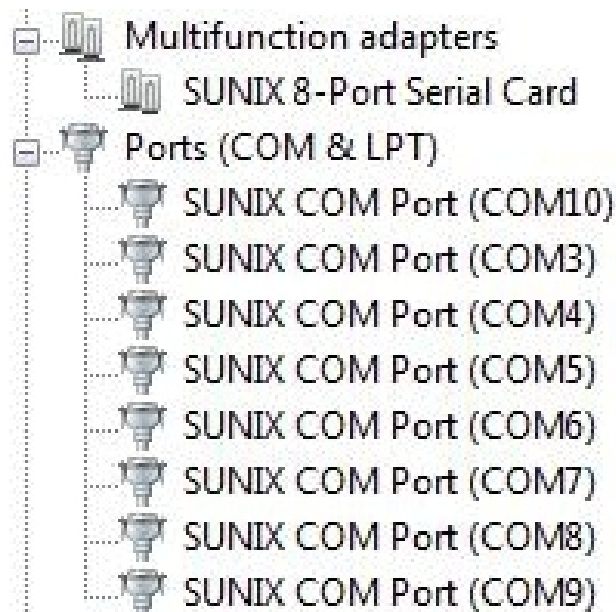 Multifunction adapters
SUNIX 8-Port Serial Card
Ports (COM & LPT)
SUNIX COM Port (COM10)
SUNIX COM Port (COM3)
SUNIX COM Port (COM4)
SUNIX COM Port (COM5)
SUNIX COM Port (COM6)
SUNIX COM Port (COM7)
SUNIX COM Port (COM8)
SUNIX COM Port (COM9)